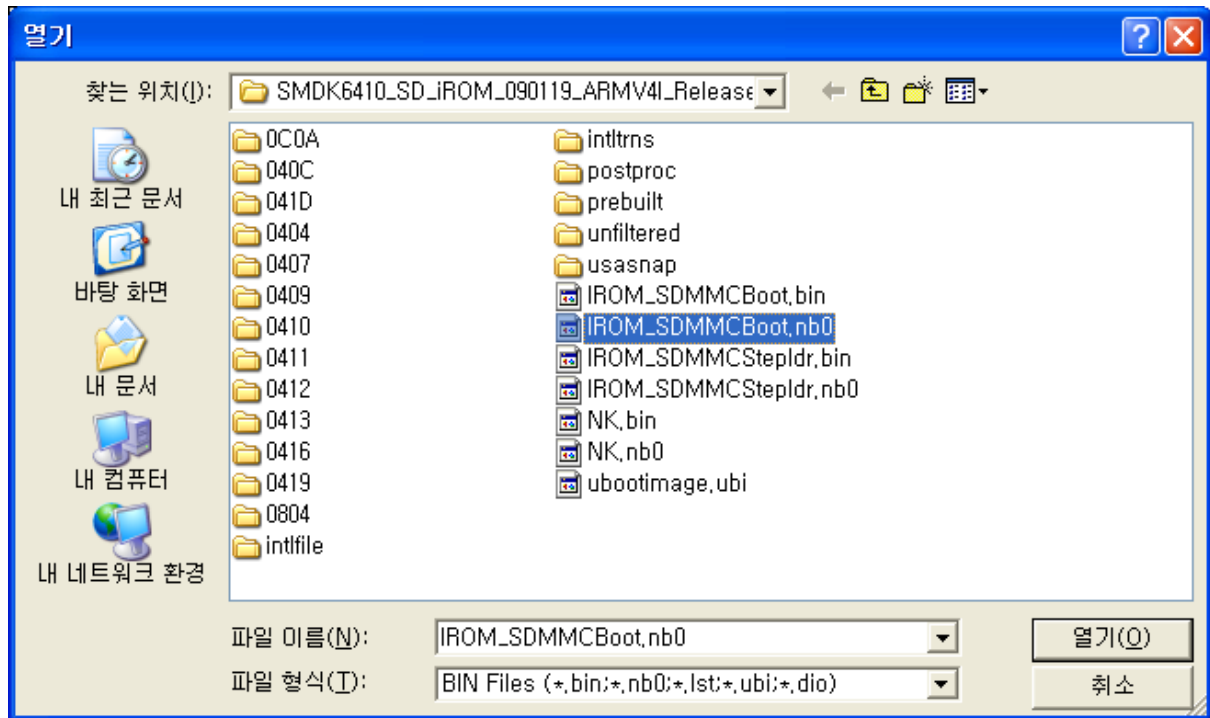 열기
찾는 위치(I):
SMDK6410_SD_iROM_090119_ARMV4I_Release
내 최근 문서
바탕 화면
내 문서
내 컴퓨터
내 네트워크 환경
0C0A
040C
041D
0404
0407
0409
0410
0411
0412
0413
0416
0419
0804
intlfile
intltrns
postproc
prebuilt
unfiltered
usasnap
IROM_SDMMCBoot.bin
IROM_SDMMCBoot.nb0
IROM_SDMMCStepldr.bin
IROM_SDMMCStepldr.nb0
NK.bin
NK.nb0
ubootimage.ubi
파일 이름(N):
IROM_SDMMCBoot.nb0
열기(O)
파일 형식(T):
BIN Files (*.bin;*.nb0;*.lst;*.ubi;*.dio)
취소